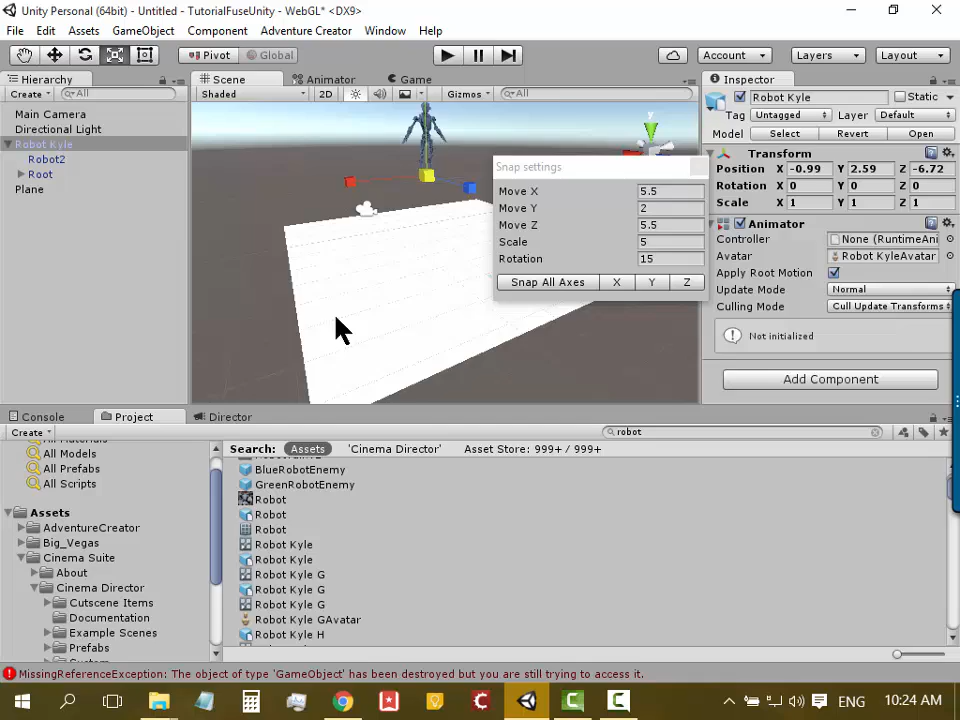 Unity Personal (64bit) - Untitled - TutorialFuseUnity - WebGL* <DX9>
File Edit Assets GameObject Component Adventure Creator Window Help
Pivot Global Account Layers Layout
Hierarchy
Create All
Main Camera
Directional Light
Robot Kyle
Robot2
Root
Plane
Scene Animator Game
Shaded 2D Gizmos All
y
Snap settings
Move X 5.5
Move Y 2
Move Z 5.5
Scale 5
Rotation 15
Snap All Axes X Y Z
Inspector
Robot Kyle Static
Tag Untagged Layer Default
Model Select Revert Open
Transform
Position X -0.99 Y 2.59 Z -6.72
Rotation X 0 Y 0 Z 0
Scale X 1 Y 1 Z 1
Animator
Controller None (RuntimeAni
Avatar Robot KyleAvatar
Apply Root Motion
Update Mode Normal
Culling Mode Cull Update Transforms
Not initialized
Add Component
Console Project Director
Create robot
All Models
All Prefabs
All Scripts
Assets
AdventureCreator
Big_Vegas
Cinema Suite
About
Cinema Director
Cutscene Items
Documentation
Example Scenes
Prefabs
Search: Assets 'Cinema Director' Asset Store: 999+ / 999+
BlueRobotEnemy
GreenRobotEnemy
Robot
Robot
Robot
Robot Kyle
Robot Kyle
Robot Kyle G
Robot Kyle G
Robot Kyle G
Robot Kyle GAvatar
Robot Kyle H
MissingReferenceException: The object of type 'GameObject' has been destroyed but you are still trying to access it.
ENG 10:24 AM